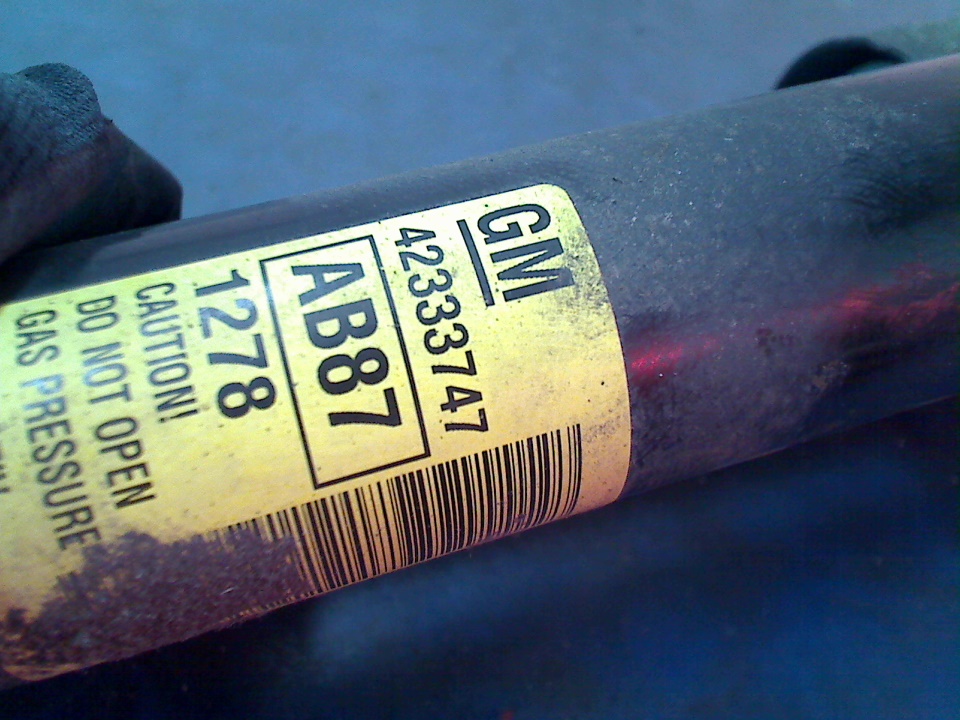 GM
42333747
AB87
1278
CAUTION!
DO NOT OPEN
GAS PRESSURE